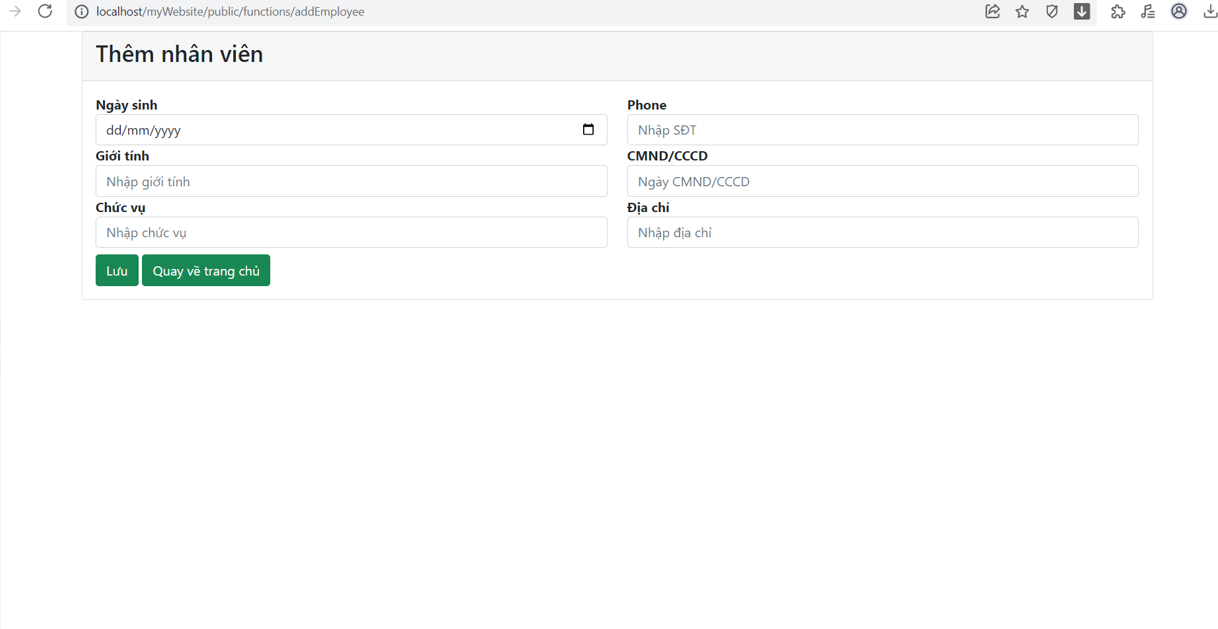 localhost/myWebsite/public/functions/addEmployee
Thêm nhân viên
Ngày sinh
Phone
dd/mm/yyyy
Nhập SĐT
Giới tính
CMND/CCCD
Nhập giới tính
Ngày CMND/CCCD
Chức vụ
Địa chỉ
Nhập chức vụ
Nhập địa chỉ
Lưu
Quay về trang chủ